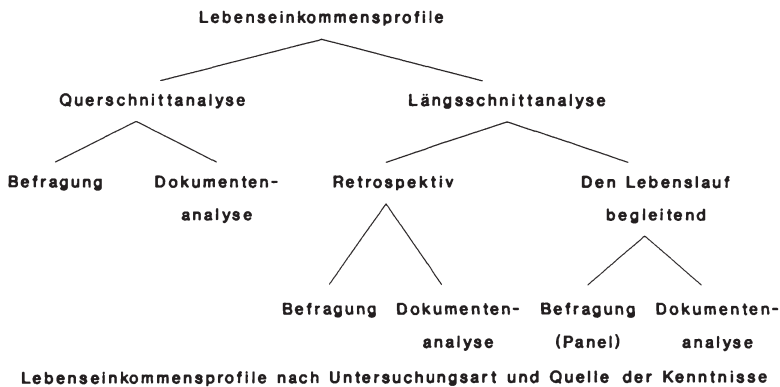 Lebenseinkommensprofile
Querschnittanalyse Längsschnittanalyse
Befragung Dokumenten- Retrospektiv Den Lebenslauf
analyse begleitend
Befragung Dokumenten- Befragung Dokumenten-
analyse (Panel) analyse
Lebenseinkommensprofile nach Untersuchungsart und Quelle der Kenntnisse